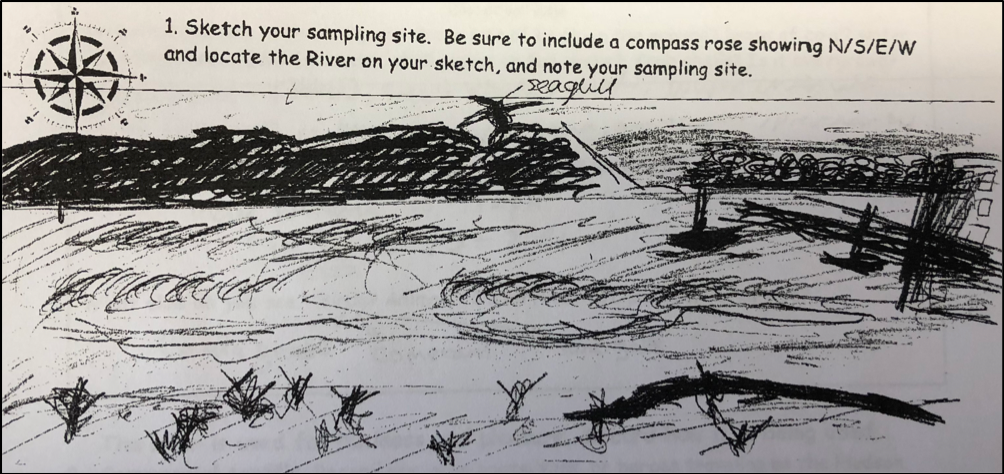 1. Sketch your sampling site. Be sure to include a compass rose showing N/S/E/W
and locate the River on your sketch, and note your sampling site.
seagull